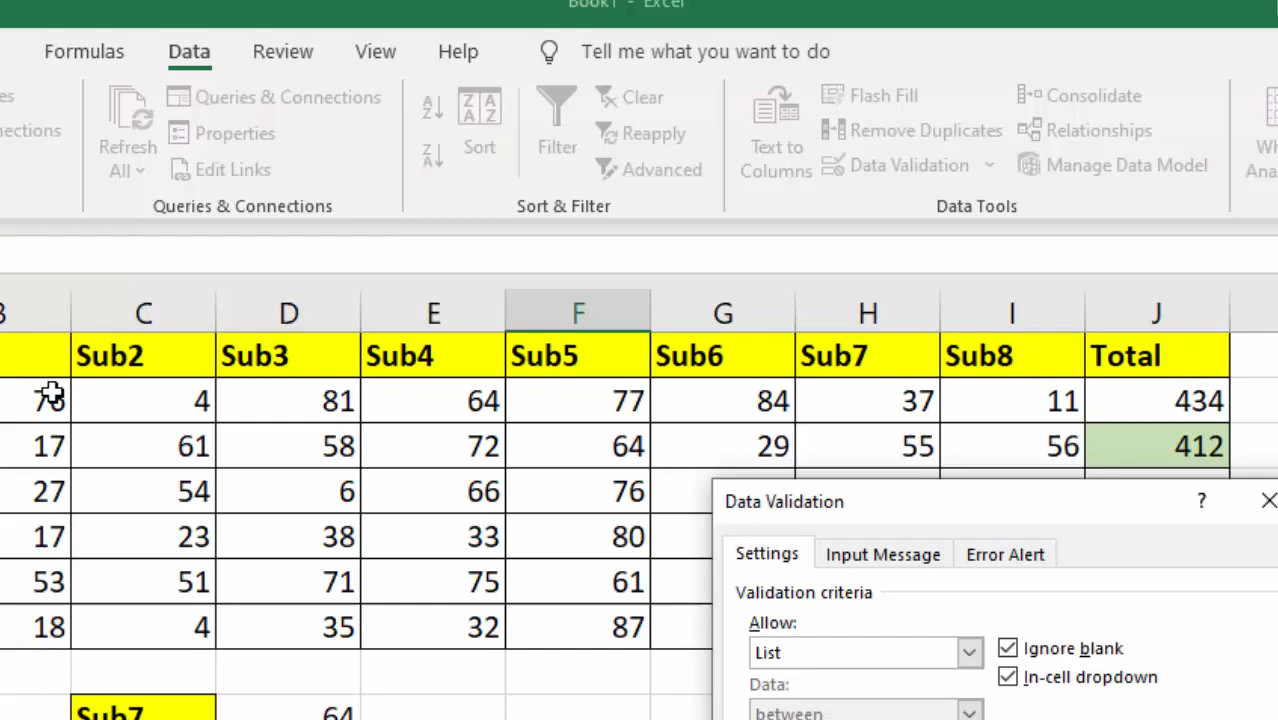 Book1 - Excel
Formulas Data Review View Help Tell me what you want to do
Refresh All
Queries & Connections
Properties
Edit Links
Queries & Connections
Sort
Filter
Clear
Reapply
Advanced
Sort & Filter
Text to Columns
Flash Fill
Remove Duplicates
Data Validation
Consolidate
Relationships
Manage Data Model
Data Tools
C D E F G H I J
Sub2 Sub3 Sub4 Sub5 Sub6 Sub7 Sub8 Total
4 81 64 77 84 37 11 434
17 61 58 72 64 29 55 56 412
27 54 6 66 76
17 23 38 33 80
53 51 71 75 61
18 4 35 32 87
Sub7 64
Data Validation ?
Settings Input Message Error Alert
Validation criteria
Allow:
List
Ignore blank
In-cell dropdown
Data:
between